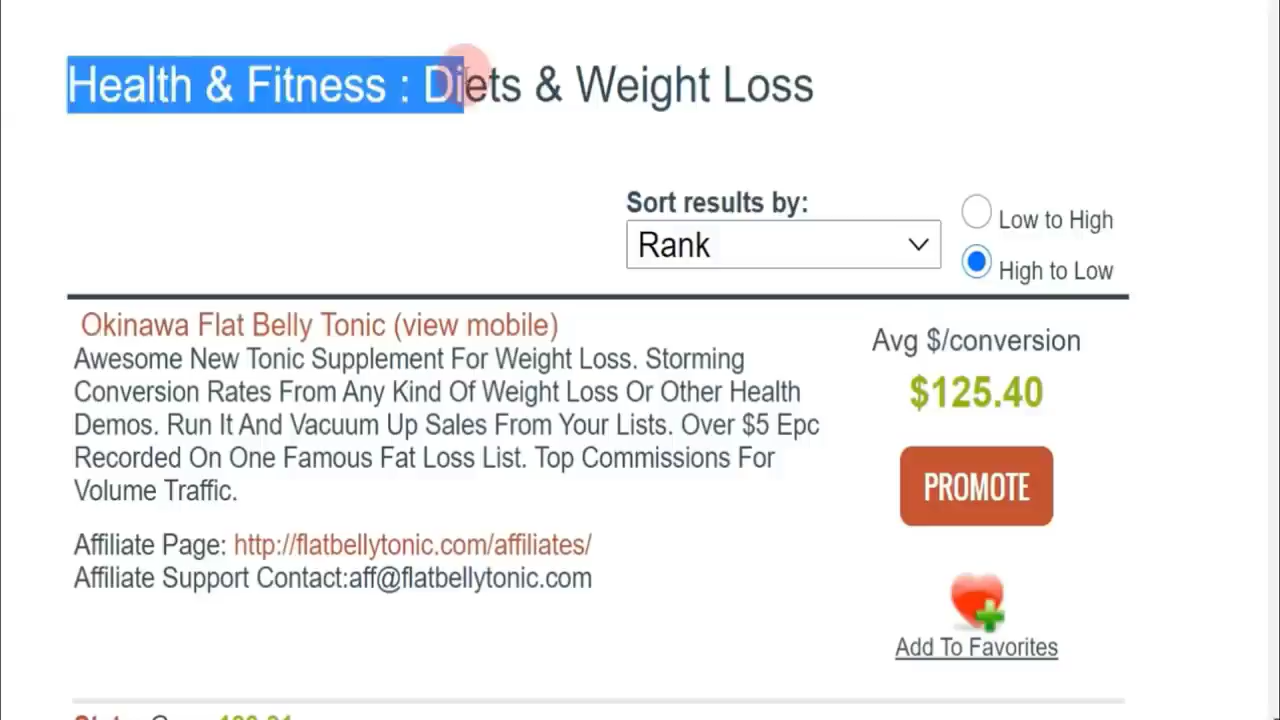 Health & Fitness : Diets & Weight Loss
Sort results by:
Rank
Low to High
High to Low
Okinawa Flat Belly Tonic (view mobile)
Awesome New Tonic Supplement For Weight Loss. Storming
Conversion Rates From Any Kind Of Weight Loss Or Other Health
Demos. Run It And Vacuum Up Sales From Your Lists. Over $5 Epc
Recorded On One Famous Fat Loss List. Top Commissions For
Volume Traffic.
Avg $/conversion
$125.40
PROMOTE
Affiliate Page: http://flatbellytonic.com/affiliates/
Affiliate Support Contact:aff@flatbellytonic.com
Add To Favorites